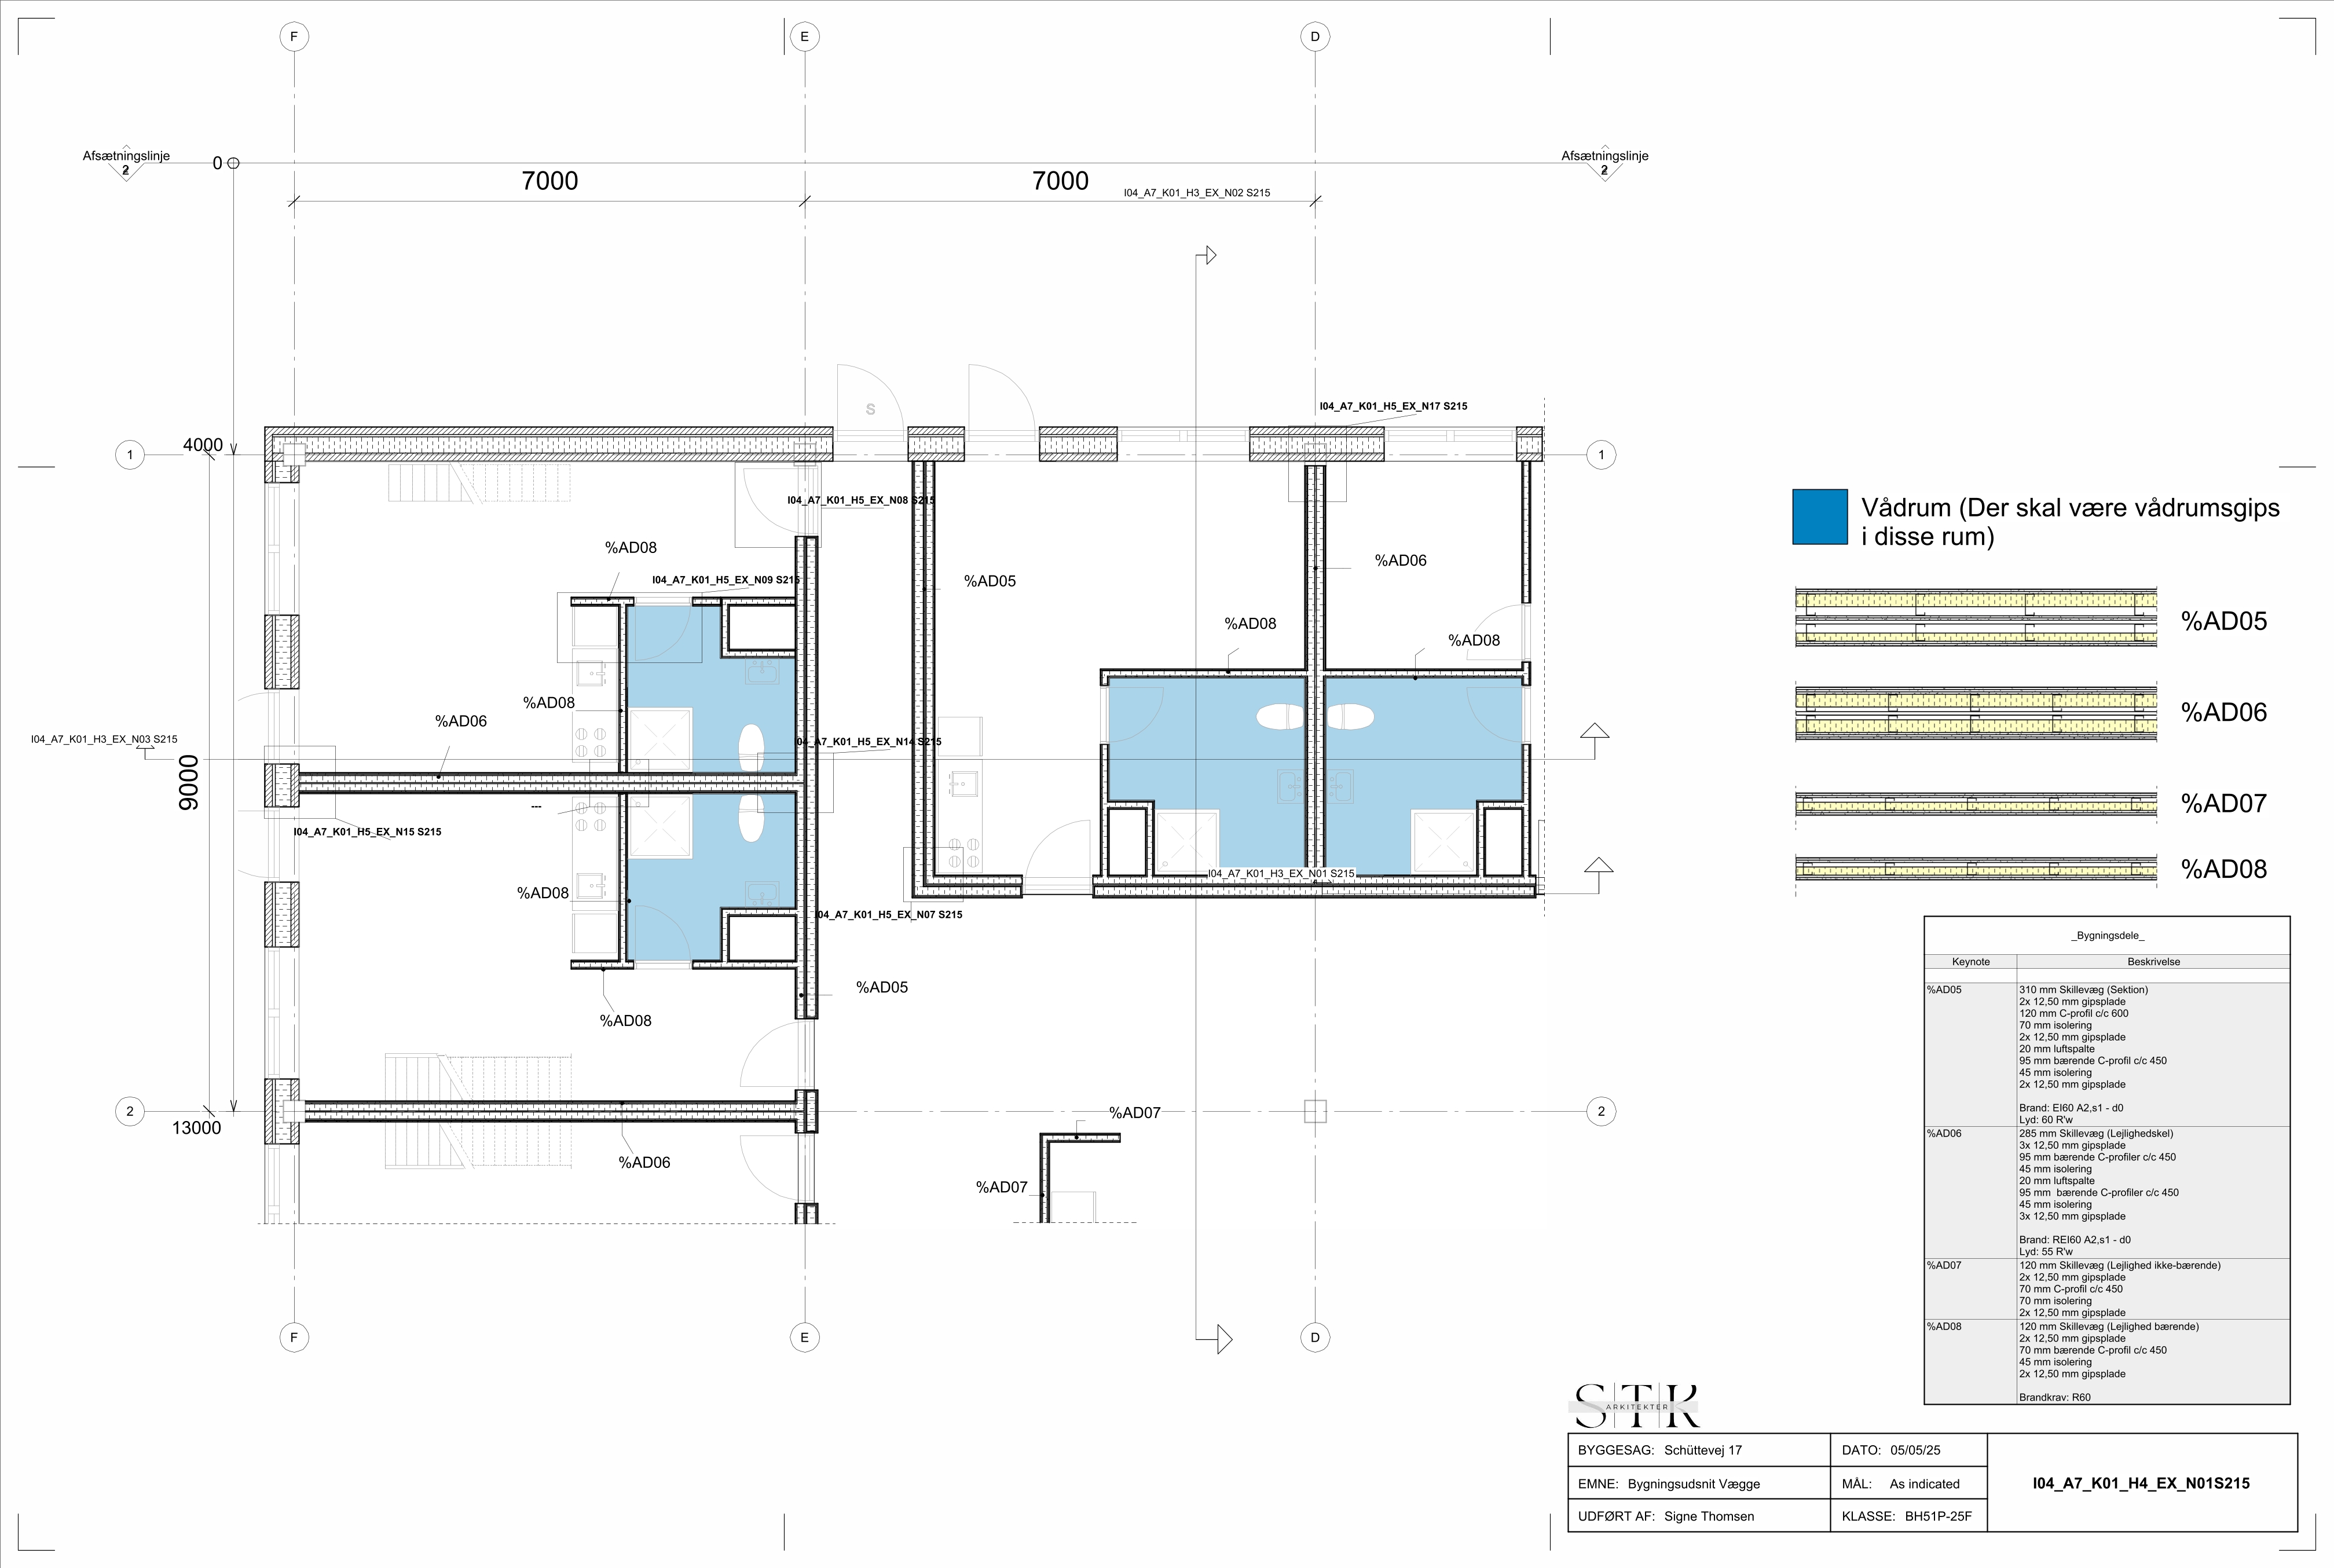 F
E
D
Afsætningslinje
2
0
Afsætningslinje
2
7000
7000
I04_A7_K01_H3_EX_N02 S215
I04_A7_K01_H5_EX_N17 S215
S
4000
1
1
I04_A7_K01_H5_EX_N08 S215
Vådrum (Der skal være vådrumsgips
i disse rum)
%AD08
%AD06
I04_A7_K01_H5_EX_N09 S215
%AD05
%AD08
%AD08
%AD05
%AD08
%AD06
%AD06
I04_A7_K01_H3_EX_N03 S215
I04_A7_K01_H5_EX_N14 S215
9000
---
%AD07
I04_A7_K01_H5_EX_N15 S215
%AD08
I04_A7_K01_H3_EX_N01 S215
%AD08
I04_A7_K01_H5_EX_N07 S215
%AD05
%AD08
2
13000
%AD07
2
%AD06
%AD07
F
E
D
_Bygningsdele_
Keynote Beskrivelse
%AD05 310 mm Skillevæg (Sektion)
2x 12,50 mm gipsplade
120 mm C-profil c/c 600
70 mm isolering
2x 12,50 mm gipsplade
20 mm luftspalte
95 mm bærende C-profil c/c 450
45 mm isolering
2x 12,50 mm gipsplade
Brand: EI60 A2,s1 - d0
Lyd: 60 R'w
%AD06 285 mm Skillevæg (Lejlighedskel)
3x 12,50 mm gipsplade
95 mm bærende C-profiler c/c 450
45 mm isolering
20 mm luftspalte
95 mm  bærende C-profiler c/c 450
45 mm isolering
3x 12,50 mm gipsplade
Brand: REI60 A2,s1 - d0
Lyd: 55 R'w
%AD07 120 mm Skillevæg (Lejlighed ikke-bærende)
2x 12,50 mm gipsplade
70 mm C-profil c/c 450
70 mm isolering
2x 12,50 mm gipsplade
%AD08 120 mm Skillevæg (Lejlighed bærende)
2x 12,50 mm gipsplade
70 mm bærende C-profil c/c 450
45 mm isolering
2x 12,50 mm gipsplade
Brandkrav: R60
STK
ARKITEKTER
BYGGESAG: Schüttevej 17
DATO: 05/05/25
EMNE: Bygningsudsnit Vægge
MÅL: As indicated
UDFØRT AF: Signe Thomsen
KLASSE: BH51P-25F
I04_A7_K01_H4_EX_N01S215